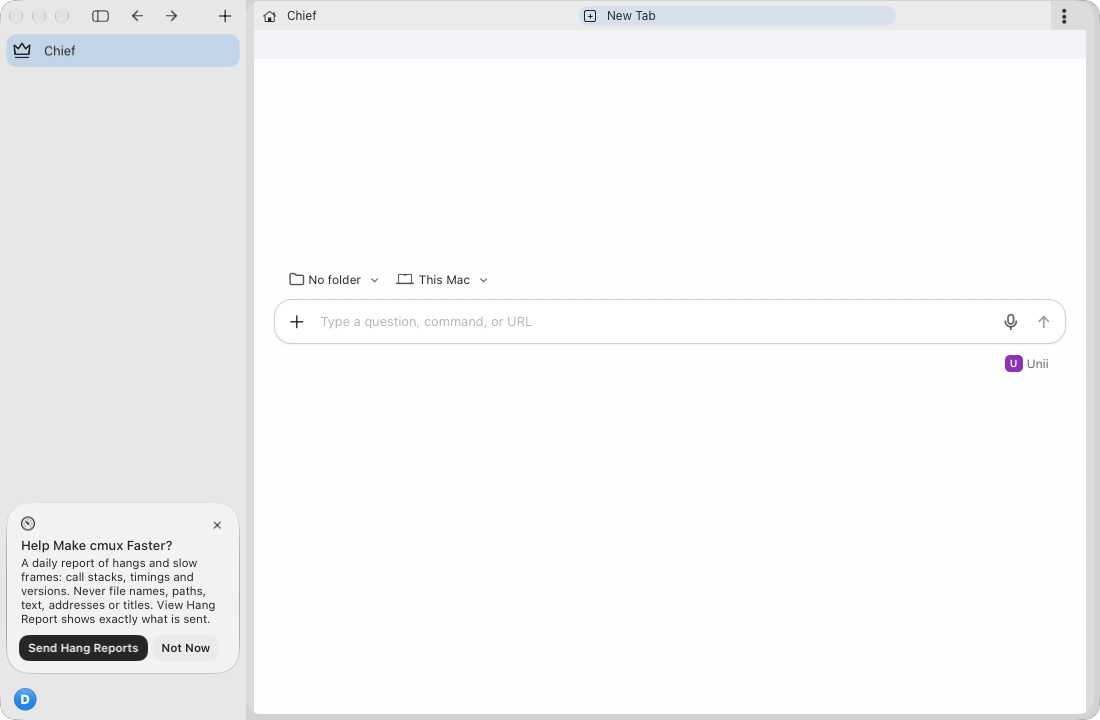 Chief
New Tab
Chief
No folder
This Mac
Type a question, command, or URL
U Unii
Help Make cmux Faster?
A daily report of hangs and slow
frames: call stacks, timings and
versions. Never file names, paths,
text, addresses or titles. View Hang
Report shows exactly what is sent.
Send Hang Reports
Not Now
D